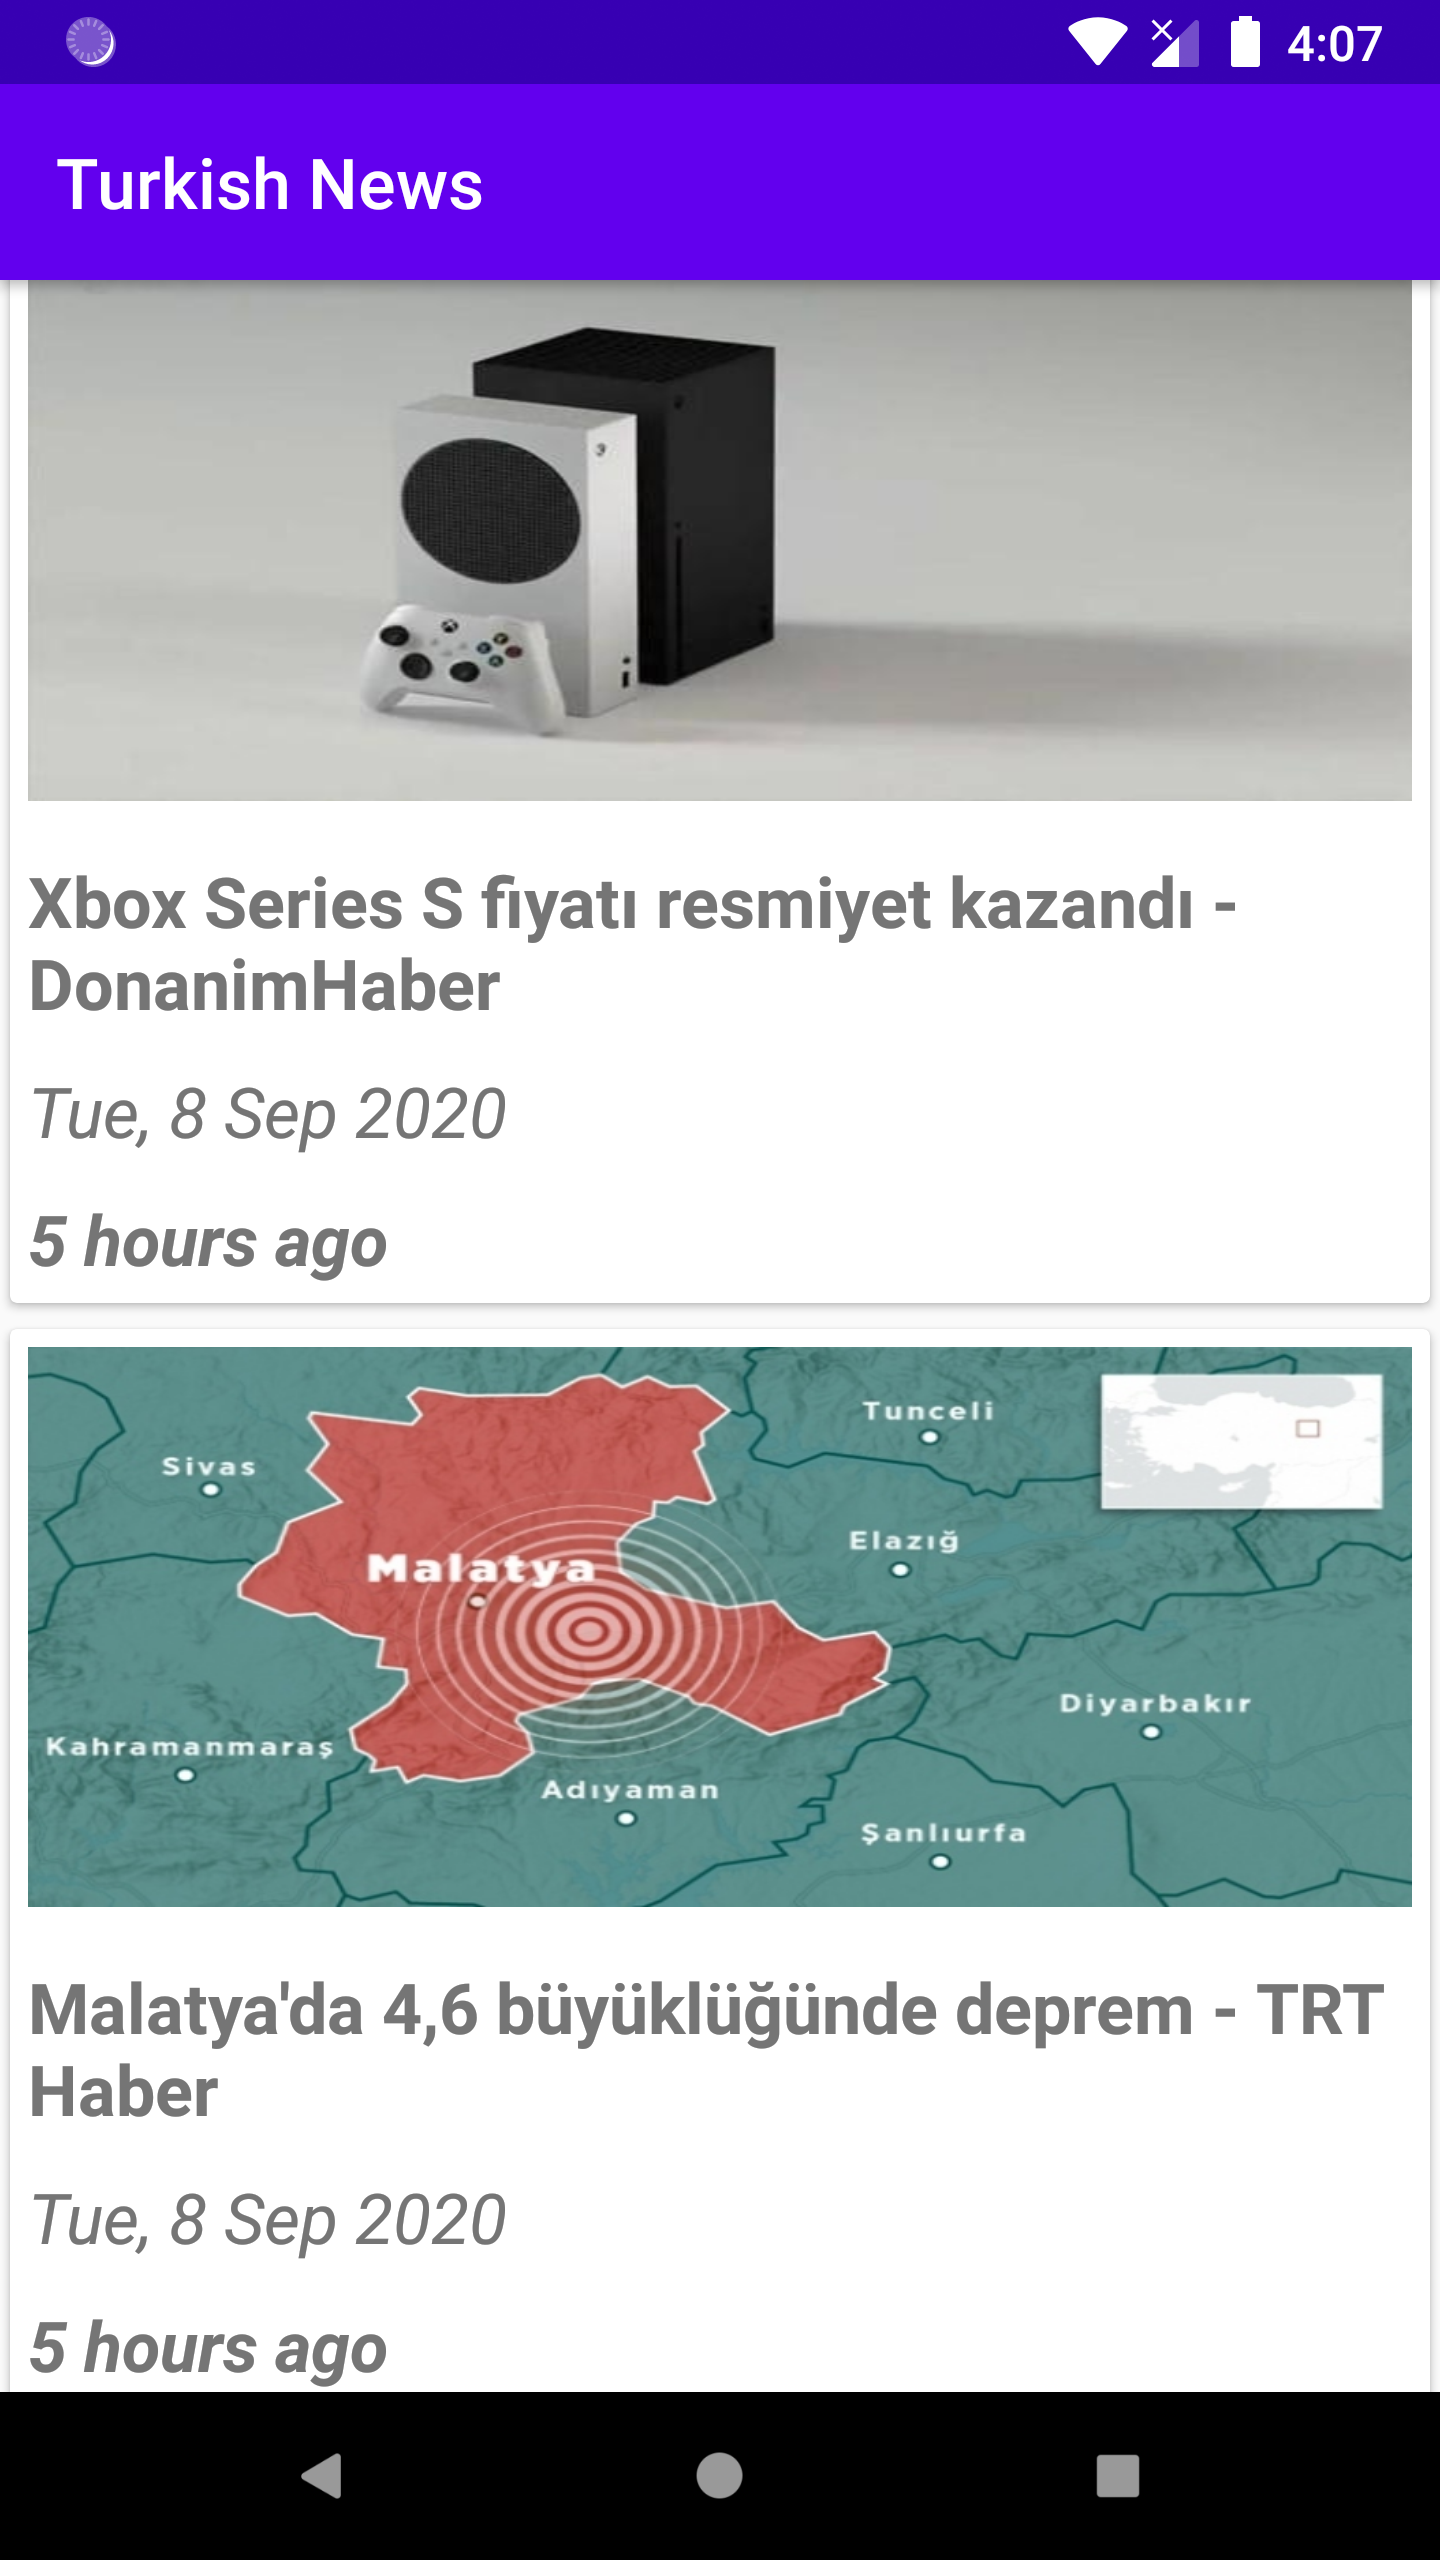 4:07
Turkish News
Xbox Series S fiyatı resmiyet kazandı -
DonanimHaber
Tue, 8 Sep 2020
5 hours ago
Tunceli
Sivas
Elazığ
Malatya
Diyarbakır
Kahramanmaraş
Adıyaman
Şanlıurfa
Malatya'da 4,6 büyüklüğünde deprem - TRT
Haber
Tue, 8 Sep 2020
5 hours ago